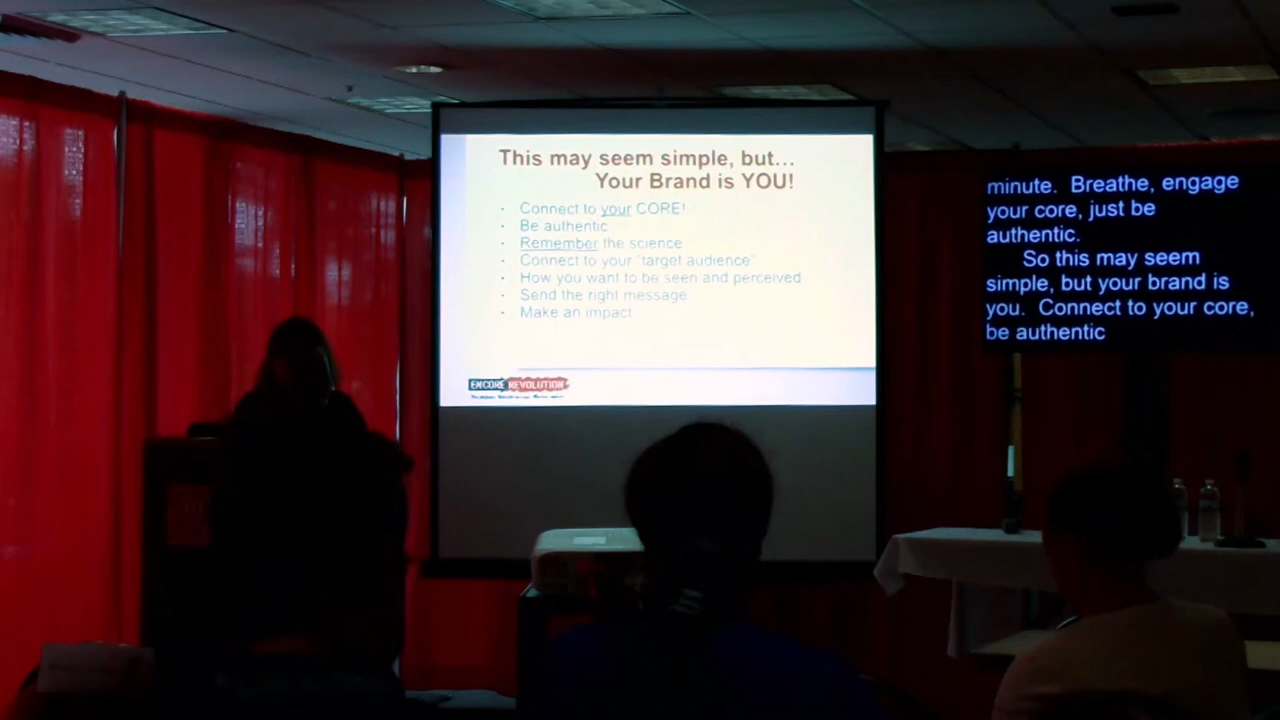 This may seem simple, but...
Your Brand is YOU!
· Connect to your CORE!
· Be authentic
· Remember the science
· Connect to your "target audience"
· How you want to be seen and perceived
· Send the right message
· Make an impact
ENCORE REVOLUTION
minute. Breathe, engage
your core, just be
authentic.
So this may seem
simple, but your brand is
you. Connect to your core,
be authentic